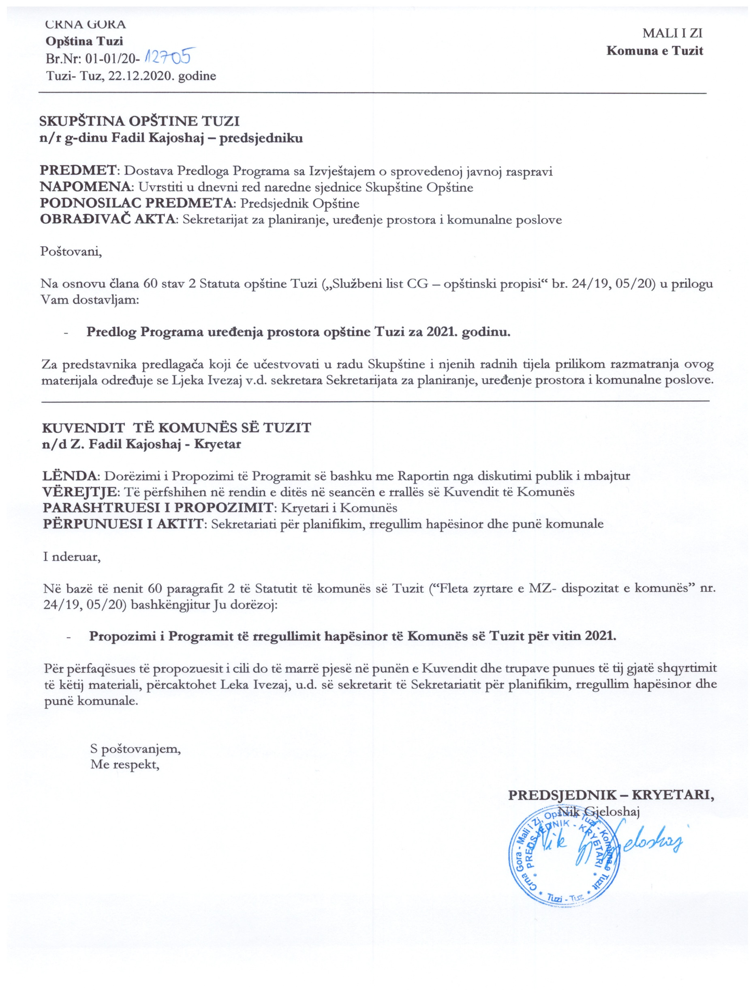 CRNA GORA
Opština Tuzi
Br.Nr: 01-01/20- 12705
Tuzi- Tuz, 22.12.2020. godine
MALI I ZI
Komuna e Tuzit
SKUPŠTINA OPŠTINE TUZI
n/r g-dinu Fadil Kajoshaj – predsjedniku
PREDMET: Dostava Predloga Programa sa Izvještajem o sprovedenoj javnoj raspravi
NAPOMENA: Uvrstiti u dnevni red naredne sjednice Skupštine Opštine
PODNOSILAC PREDMETA: Predsjednik Opštine
OBRAĐIVAČ AKTA: Sekretarijat za planiranje, uređenje prostora i komunalne poslove
Poštovani,
Na osnovu člana 60 stav 2 Statuta opštine Tuzi („Službeni list CG – opštinski propisi“ br. 24/19, 05/20) u prilogu
Vam dostavljam:
- Predlog Programa uređenja prostora opštine Tuzi za 2021. godinu.
Za predstavnika predlagača koji će učestvovati u radu Skupštine i njenih radnih tijela prilikom razmatranja ovog
materijala određuje se Ljeka Ivezaj v.d. sekretara Sekretarijata za planiranje, uređenje prostora i komunalne poslove.
KUVENDIT TË KOMUNËS SË TUZIT
n/d Z. Fadil Kajoshaj - Kryetar
LËNDA: Dorëzimi i Propozimi të Programit së bashku me Raportin nga diskutimi publik i mbajtur
VËREJTJE: Të përfshihen në rendin e ditës në seancën e rrallës së Kuvendit të Komunës
PARASHTRUESI I PROPOZIMIT: Kryetari i Komunës
PËRPUNUESI I AKTIT: Sekretariati për planifikim, rregullim hapësinor dhe punë komunale
I nderuar,
Në bazë të nenit 60 paragrafit 2 të Statutit të komunës së Tuzit (“Fleta zyrtare e MZ- dispozitat e komunës” nr.
24/19, 05/20) bashkëngjitur Ju dorëzoj:
- Propozimi i Programit të rregullimit hapësinor të Komunës së Tuzit për vitin 2021.
Për përfaqësues të propozuesit i cili do të marrë pjesë në punën e Kuvendit dhe trupave punues të tij gjatë shqyrtimit
të këtij materiali, përcaktohet Leka Ivezaj, u.d. së sekretarit të Sekretariatit për planifikim, rregullim hapësinor dhe
punë komunale.
S poštovanjem,
Me respekt,
PREDSJEDNIK – KRYETARI,
Nik Gjeloshaj
Nik Gjeloshaj
* Crna Gora - Mali i Zi, Opština Tuzi - Komuna e Tuzit *
* PREDSJEDNIK - KRYETARI *
Tuzi - Tuz